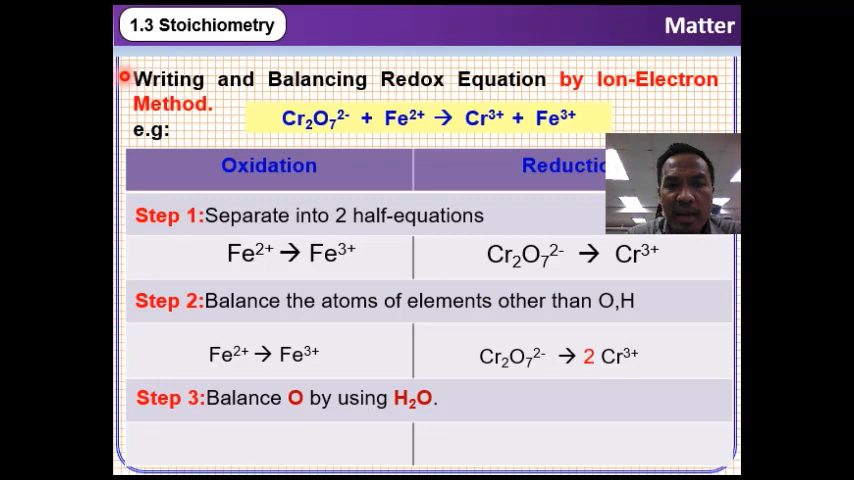 1.3 Stoichiometry
Matter
Writing and Balancing Redox Equation by Ion-Electron
Method.
e.g:
Cr₂O₇²⁻ + Fe²⁺ → Cr³⁺ + Fe³⁺
Oxidation
Step 1:Separate into 2 half-equations
Fe²⁺ → Fe³⁺
Cr₂O₇²⁻ → Cr³⁺
Step 2:Balance the atoms of elements other than O,H
Fe²⁺ → Fe³⁺
Cr₂O₇²⁻ → 2 Cr³⁺
Step 3:Balance O by using H₂O.